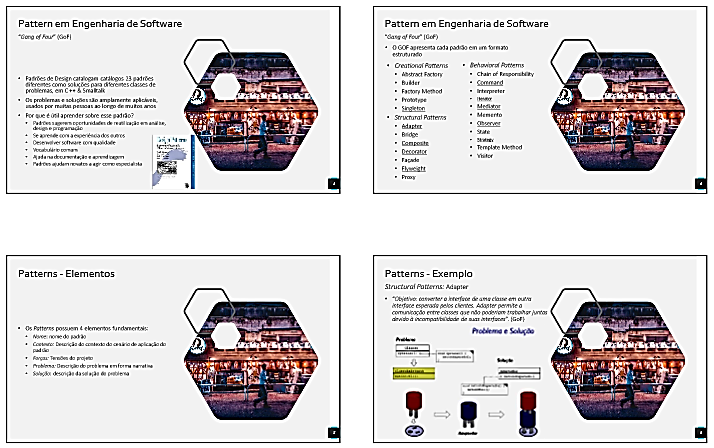 Pattern em Engenharia de Software
"Gang of Four" (GoF)
Padrões de Design catalogam catálogos 23 padrões
diferentes como soluções para diferentes classes de
problemas, em C++ & Smalltalk
Os problemas e soluções são amplamente aplicáveis,
usados por muitas pessoas ao longo de muitos anos
Por que é útil aprender sobre esse padrão?
Padrões sugerem oportunidades de reutilização em análise,
design e programação
Se aprende com a experiência dos outros
Desenvolver software com qualidade
Vocabulário comum
Ajuda na documentação e aprendizagem
Padrões ajudam novatos a agir como especialista
Pattern em Engenharia de Software
"Gang of Four" (GoF)
O GOF apresenta cada padrão em um formato
estruturado
Creational Patterns
Abstract Factory
Builder
Factory Method
Prototype
Singleton
Structural Patterns
Adapter
Bridge
Composite
Decorator
Façade
Flyweight
Proxy
Behavioral Patterns
Chain of Responsibility
Command
Interpreter
Iterator
Mediator
Memento
Observer
State
Strategy
Template Method
Visitor
Patterns - Elementos
Os Patterns possuem 4 elementos fundamentais:
Nome: nome do padrão
Contexto: Descrição do contexto do cenário de aplicação do
padrão
Forças: Tensões do projeto
Problema: Descrição do problema em forma narrativa
Solução: descrição da solução do problema
Patterns - Exemplo
Structural Patterns: Adapter
"Objetivo: converter a interface de uma classe em outra
interface esperada pelos clientes. Adapter permite a
comunicação entre classes que não poderiam trabalhar juntas
devido à incompatibilidade de suas interfaces". (GoF)
Problema e Solução
Problema
Solução
Adaptador